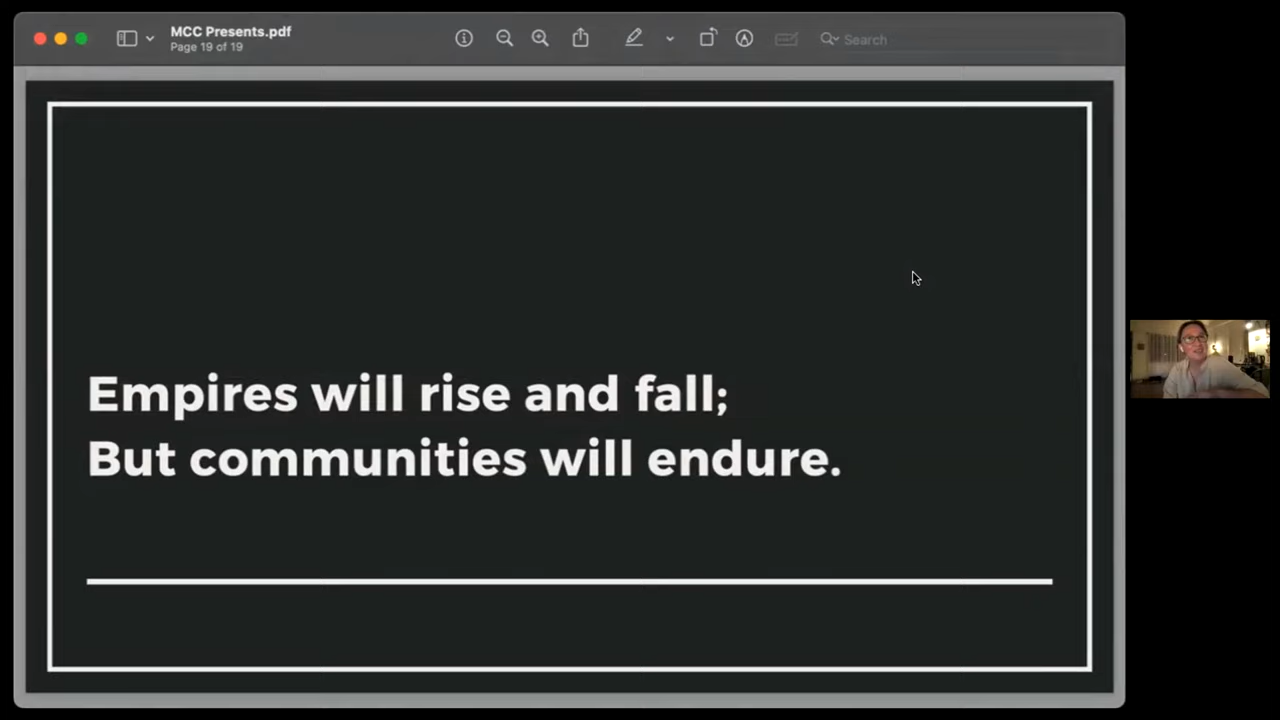 MCC Presents.pdf
Page 19 of 19
Search
Empires will rise and fall;
But communities will endure.